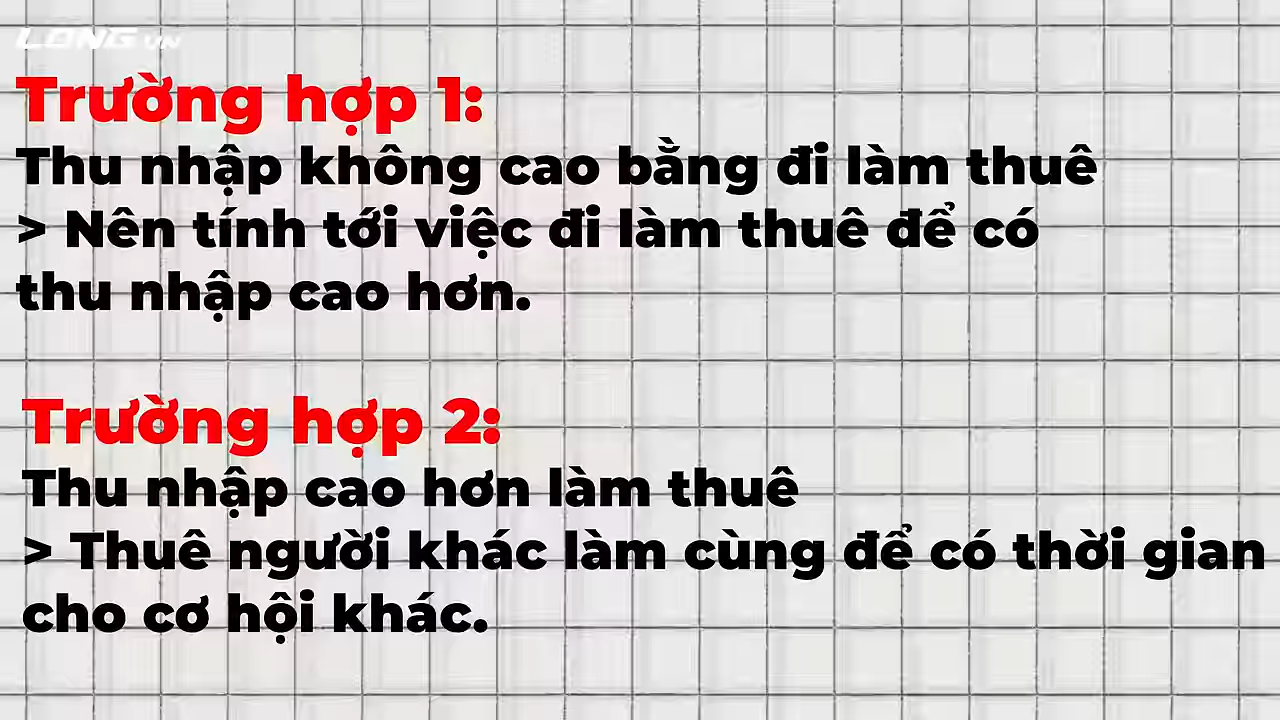 LONG VN
Trường hợp 1:
Thu nhập không cao bằng đi làm thuê
> Nên tính tới việc đi làm thuê để có
thu nhập cao hơn.
Trường hợp 2:
Thu nhập cao hơn làm thuê
> Thuê người khác làm cùng để có thời gian
cho cơ hội khác.